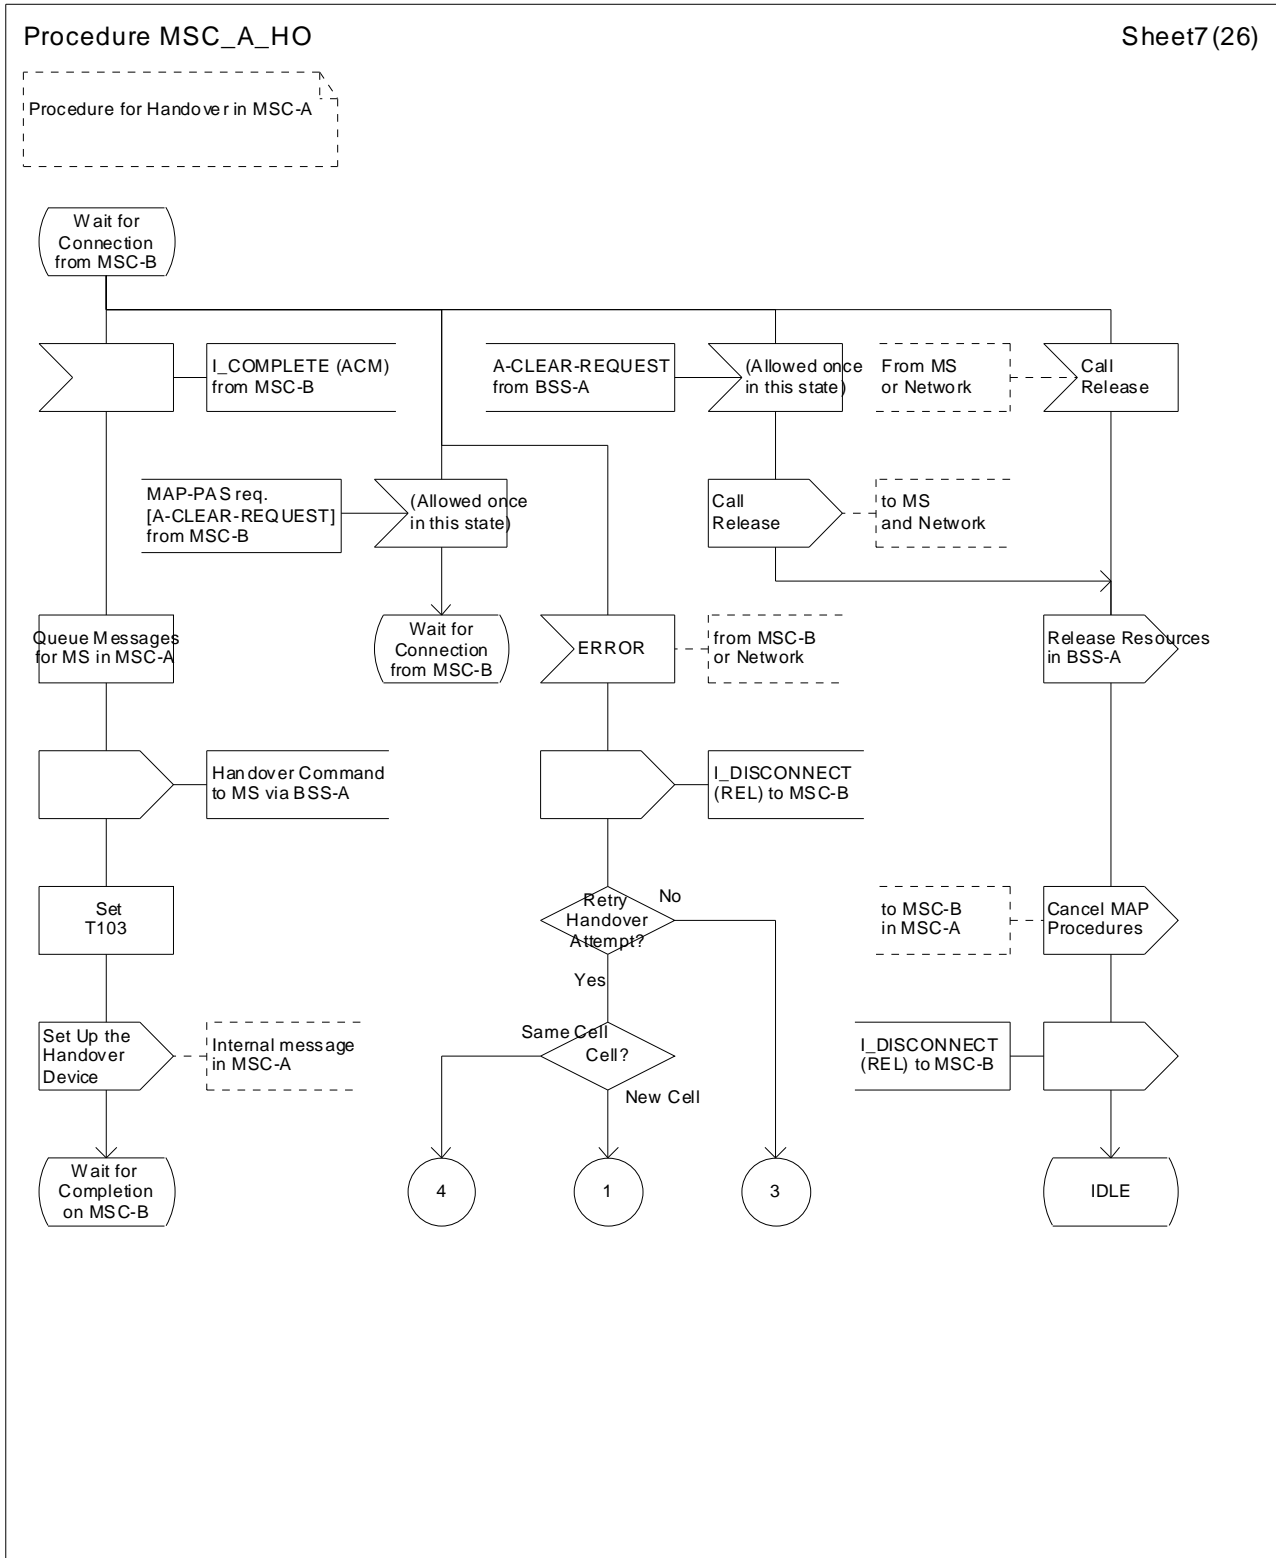 Procedure MSC_A_HO
Sheet7(26)
Procedure for Handover in MSC-A
Wait for
Connection
from MSC-B
I_COMPLETE (ACM)
from MSC-B
A-CLEAR-REQUEST
from BSS-A
(Allowed once
in this state)
From MS
or Network
Call
Release
MAP-PAS req.
[A-CLEAR-REQUEST]
from MSC-B
(Allowed once
in this state)
Call
Release
to MS
and Network
Queue Messages
for MS in MSC-A
Wait for
Connection
from MSC-B
ERROR
from MSC-B
or Network
Release Resources
in BSS-A
Handover Command
to MS via BSS-A
I_DISCONNECT
(REL) to MSC-B
Set
T103
Retry
Handover
Attempt?
No
Yes
to MSC-B
in MSC-A
Cancel MAP
Procedures
Set Up the
Handover
Device
Internal message
in MSC-A
Same Cell
Cell?
New Cell
I_DISCONNECT
(REL) to MSC-B
Wait for
Completion
on MSC-B
4
1
3
IDLE